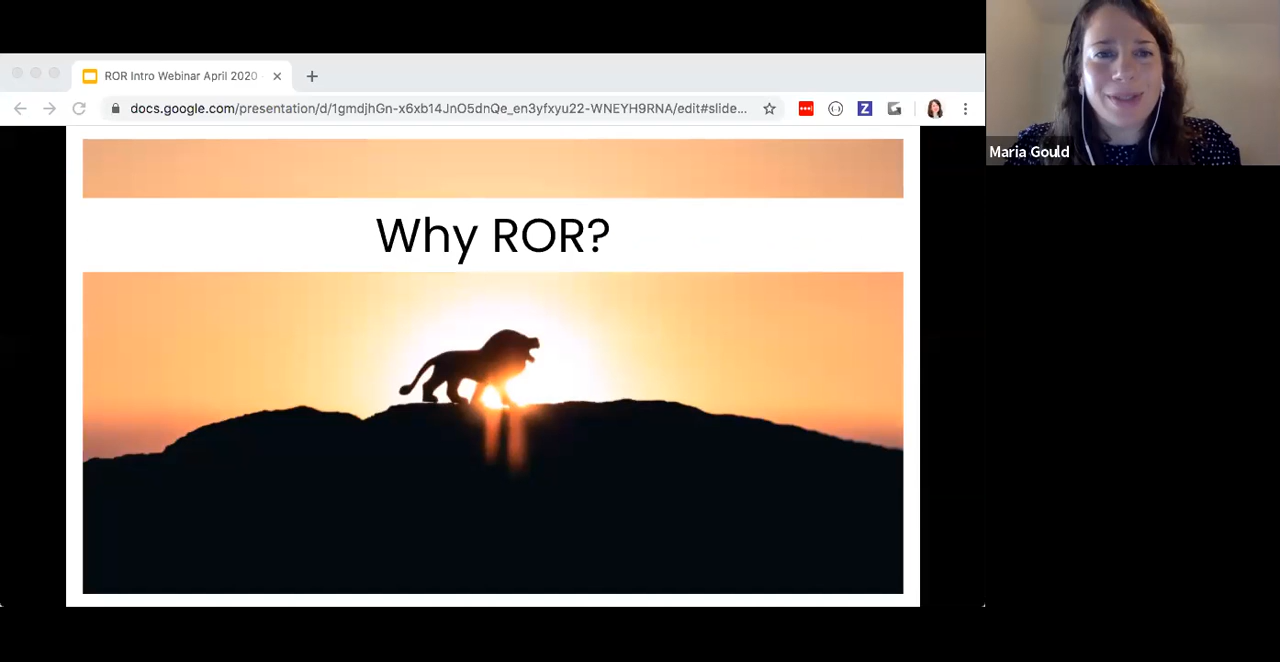 ROR Intro Webinar April 2020
docs.google.com/presentation/d/1gmdjhGn-x6xb14JnO5dnQe_en3yfxyu22-WNEYH9RNA/edit#slide...
Maria Gould
Why ROR?